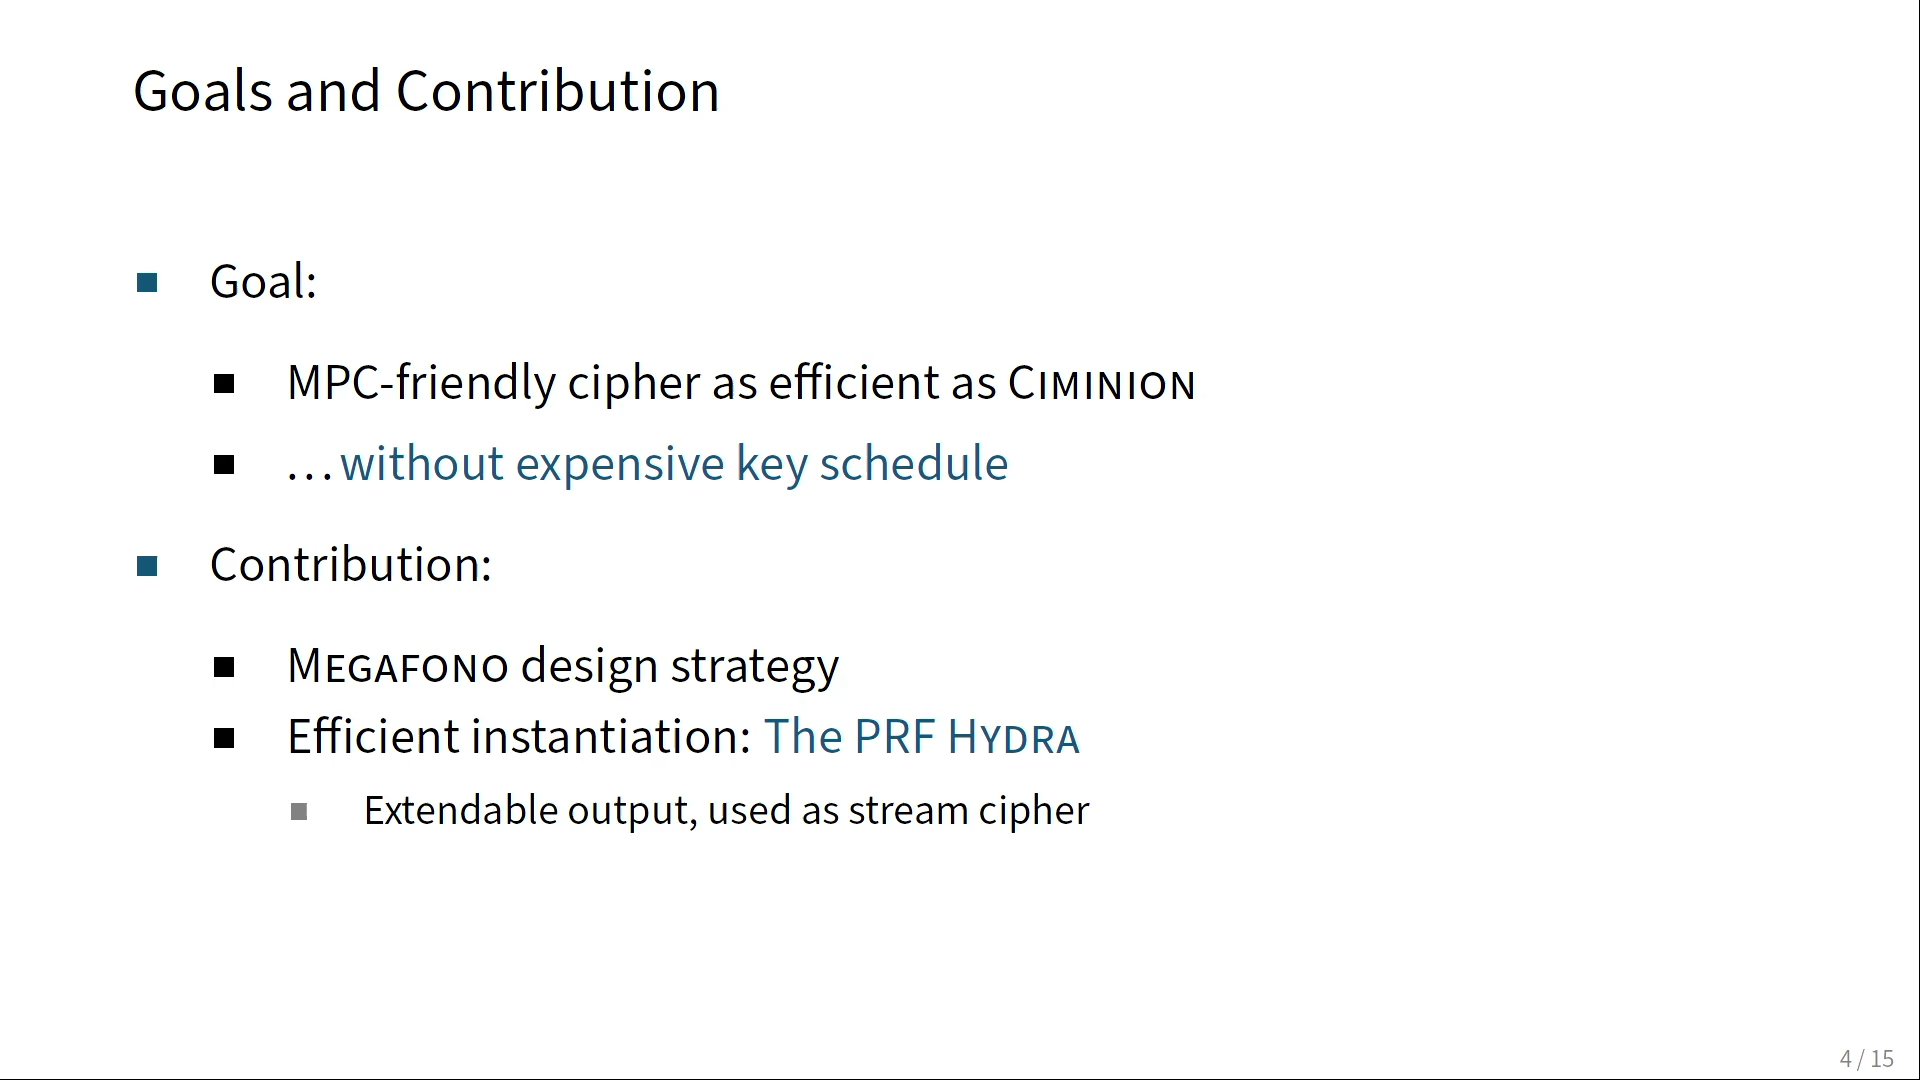 Goals and Contribution
Goal:
MPC-friendly cipher as efficient as CIMINION
...without expensive key schedule
Contribution:
MEGAFONO design strategy
Efficient instantiation: The PRF HYDRA
Extendable output, used as stream cipher
4 / 15